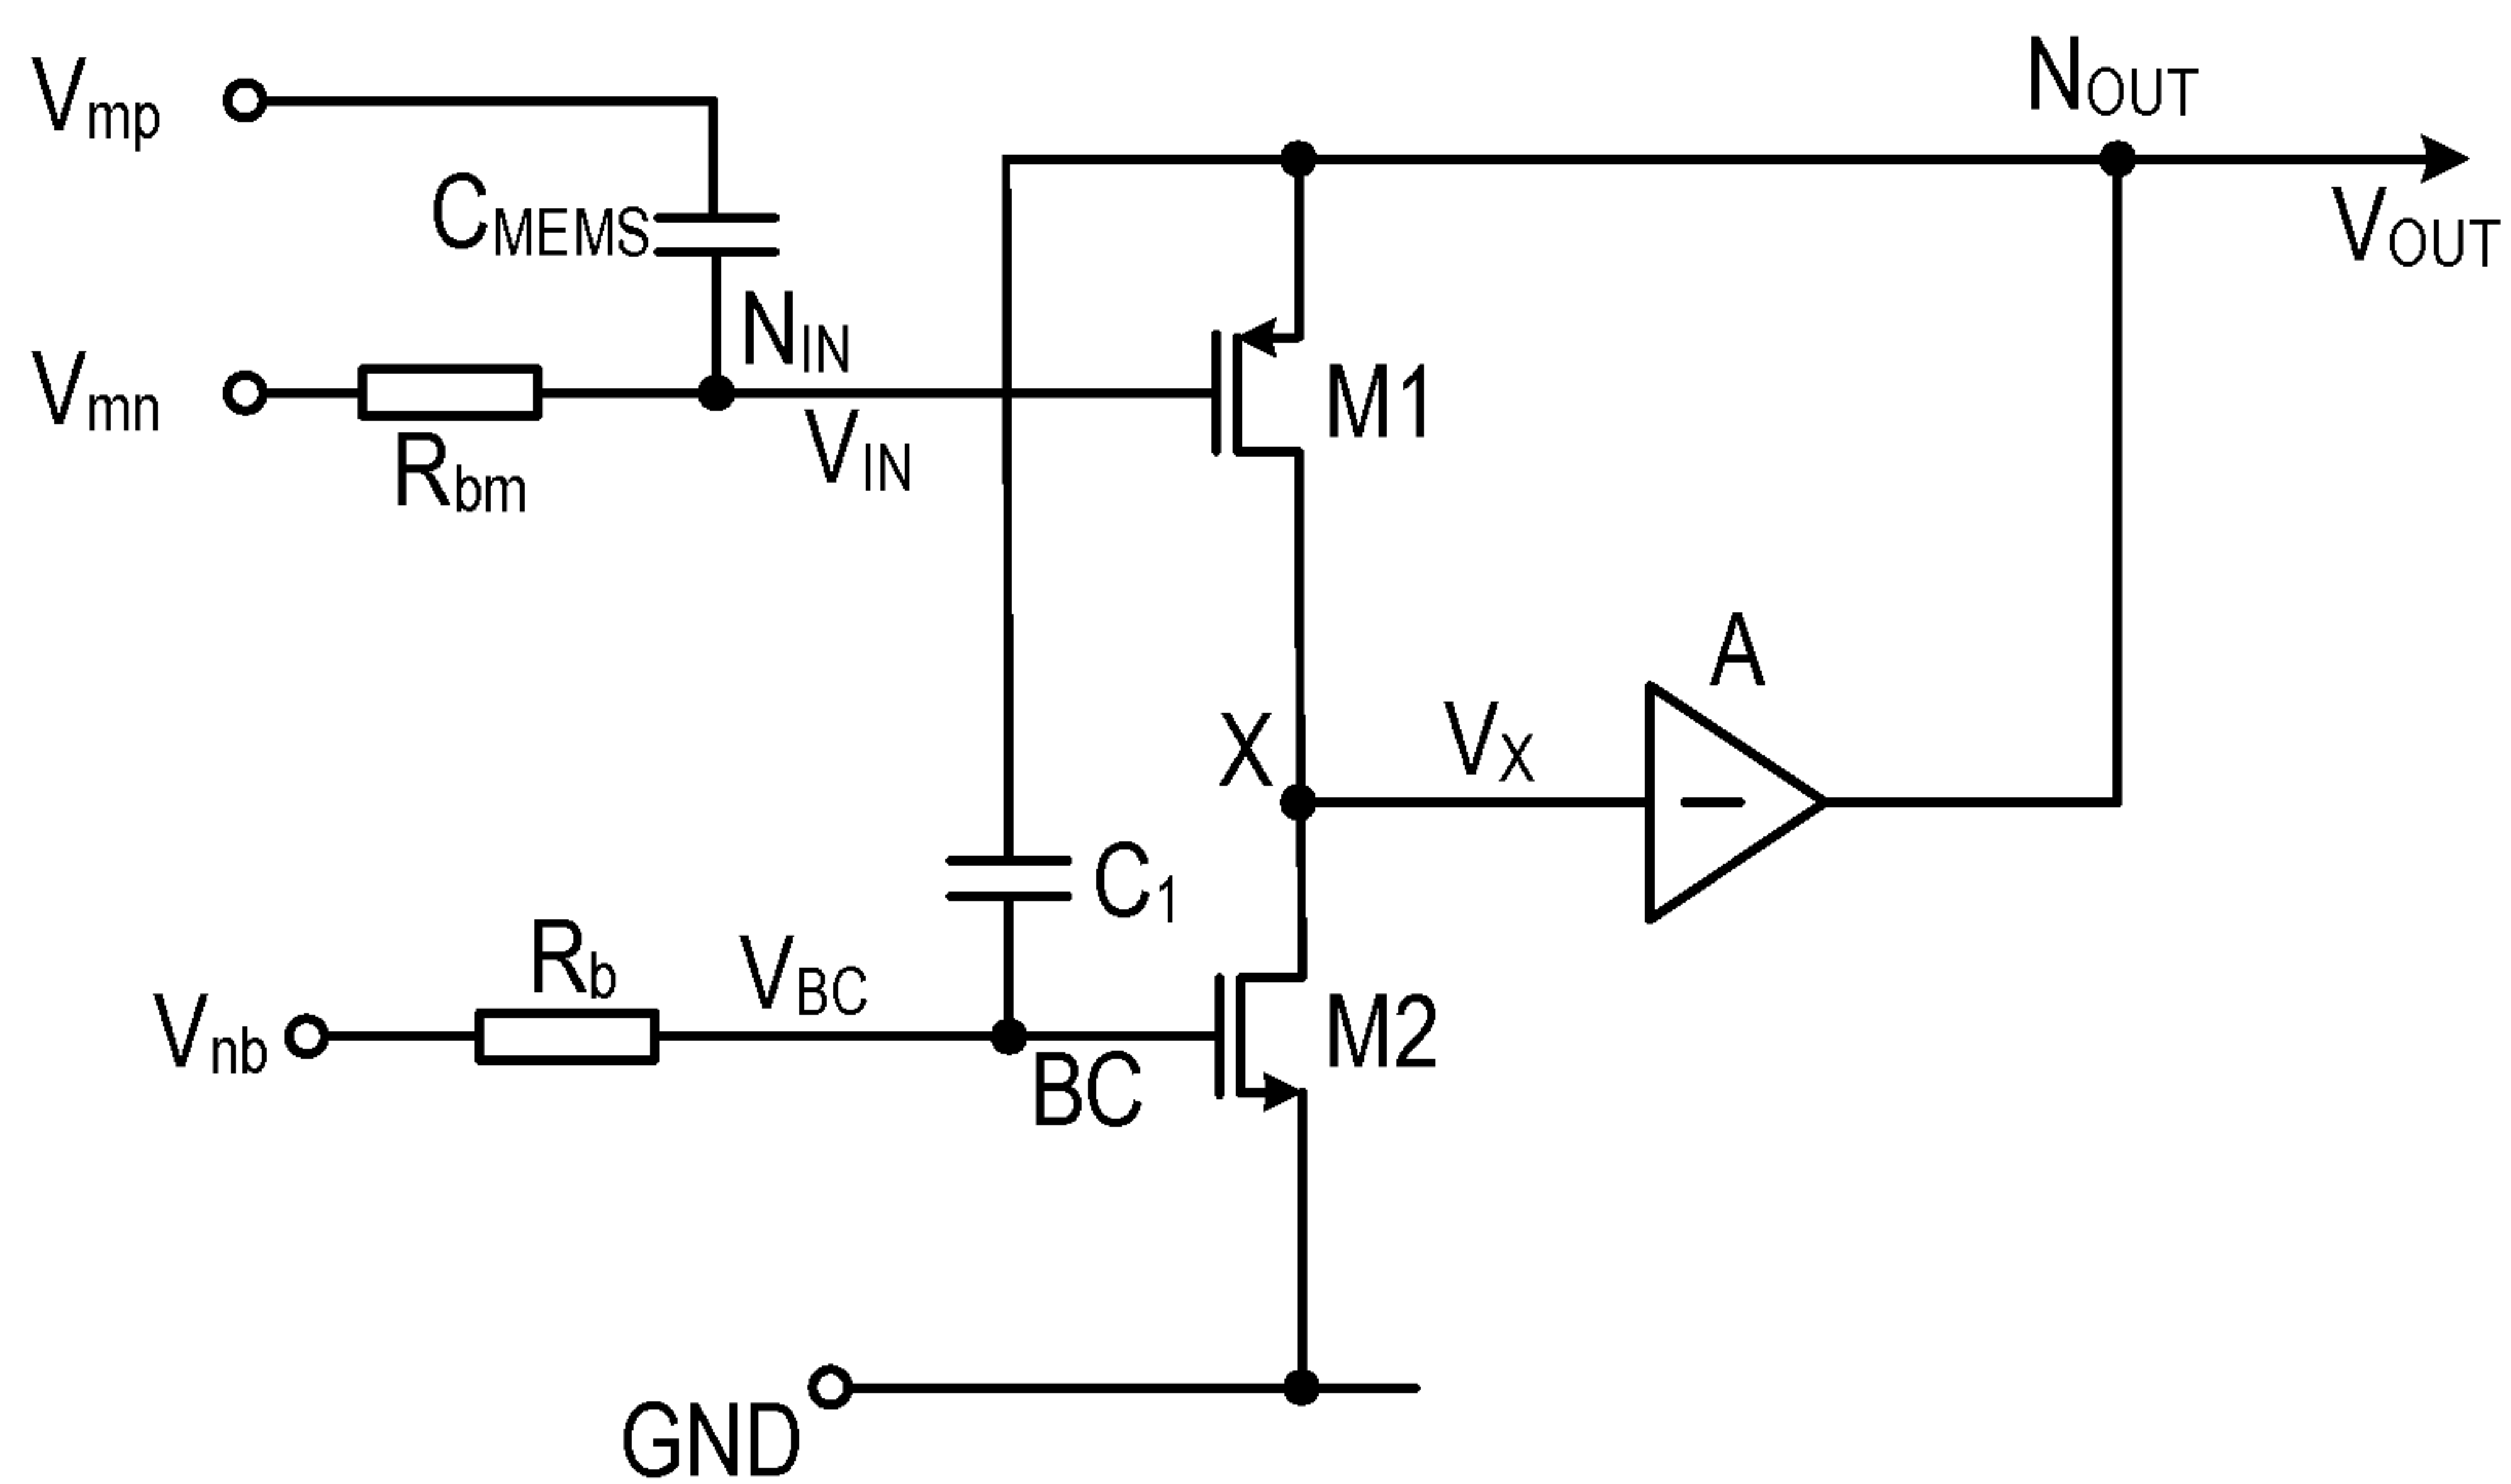 Vmp
NOUT
CMEMS
VOUT
NIN
Vmn
M1
VIN
Rbm
A
VX
X
C1
Rb
VBC
Vnb
M2
BC
GND